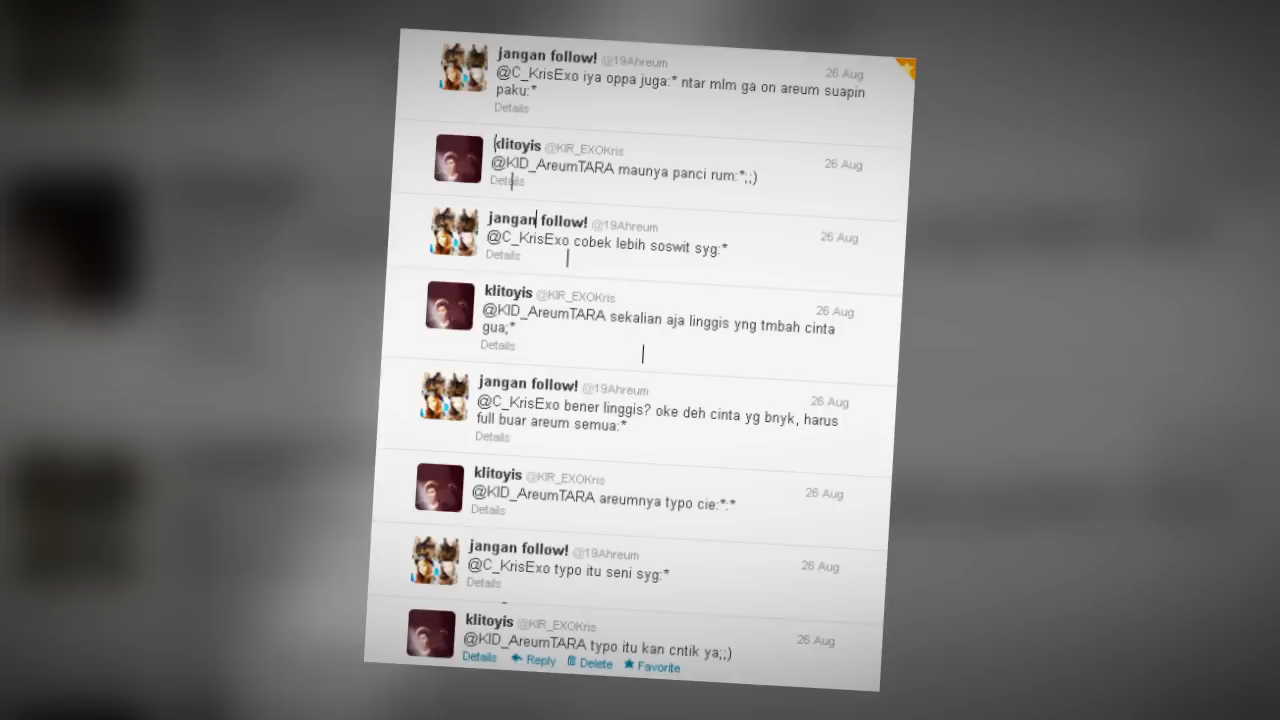 jangan follow! @19Ahreum 26 Aug
@C_KrisExo iya oppa juga:* ntar mlm ga on areum suapin
paku:*
Details
klitoyis @KIR_EXOKris 26 Aug
@KID_AreumTARA maunya panci rum:*;;)
Details
jangan follow! @19Ahreum 26 Aug
@C_KrisExo cobek lebih soswit syg:*
Details
klitoyis @KIR_EXOKris 26 Aug
@KID_AreumTARA sekalian aja linggis yng tmbah cinta
gua;*
Details
jangan follow! @19Ahreum 26 Aug
@C_KrisExo bener linggis? oke deh cinta yg bnyk, harus
full buar areum semua:*
Details
klitoyis @KIR_EXOKris 26 Aug
@KID_AreumTARA areumnya typo cie:*:*
Details
jangan follow! @19Ahreum 26 Aug
@C_KrisExo typo itu seni syg:*
Details
klitoyis @KIR_EXOKris 26 Aug
@KID_AreumTARA typo itu kan cntik ya;;)
Details Reply Delete Favorite